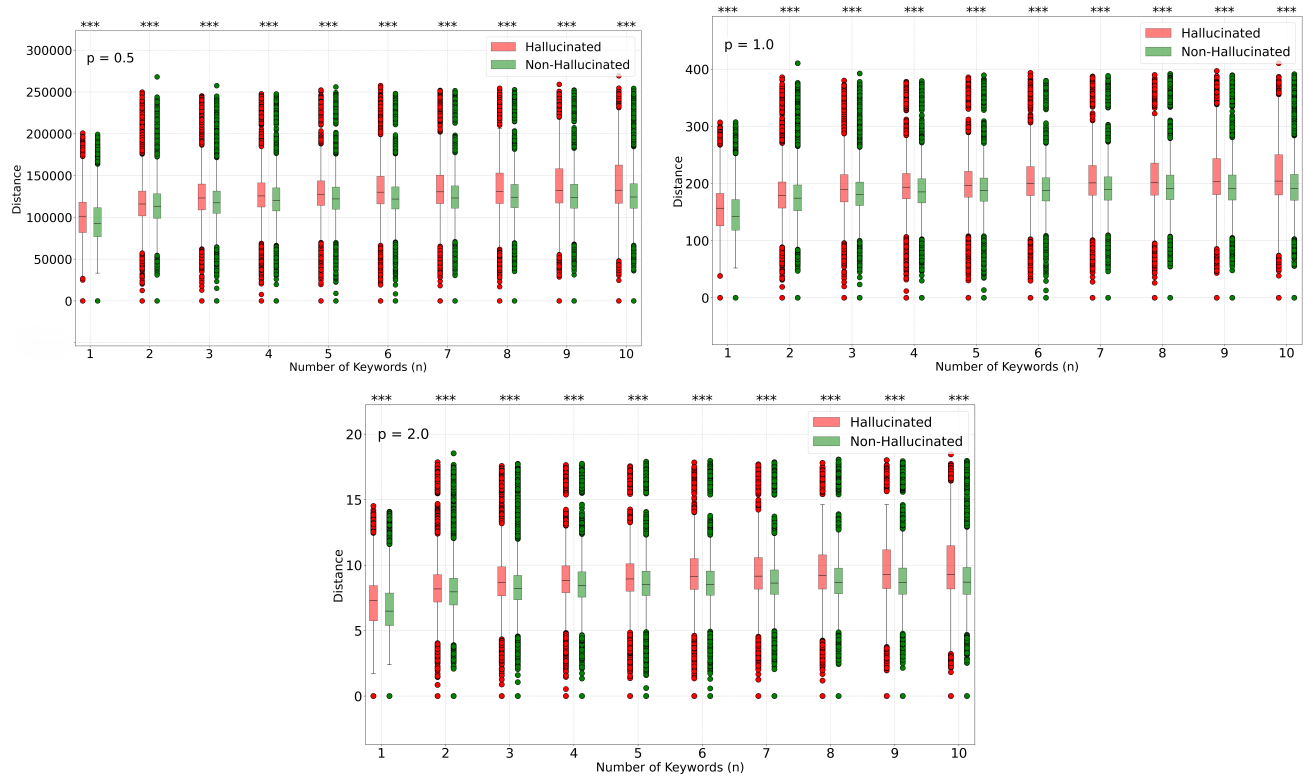 *** *** *** *** *** *** *** *** *** ***
p = 0.5
Hallucinated
Non-Hallucinated
Distance
300000
250000
200000
150000
100000
50000
0
1 2 3 4 5 6 7 8 9 10
Number of Keywords (n)
*** *** *** *** *** *** *** *** *** ***
p = 1.0
Hallucinated
Non-Hallucinated
Distance
400
300
200
100
0
1 2 3 4 5 6 7 8 9 10
Number of Keywords (n)
*** *** *** *** *** *** *** *** *** ***
p = 2.0
Hallucinated
Non-Hallucinated
Distance
20
15
10
5
0
1 2 3 4 5 6 7 8 9 10
Number of Keywords (n)